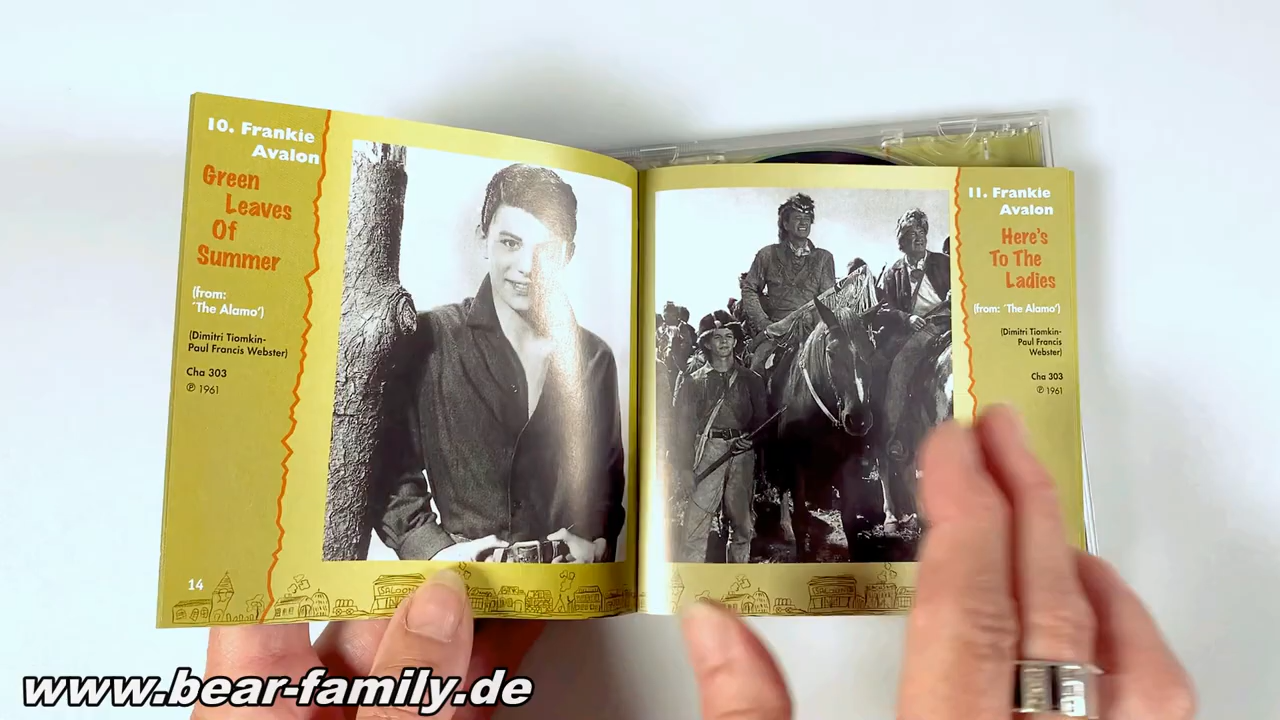 10. Frankie
Avalon
Green
Leaves
Of
Summer
(from:
'The Alamo')
(Dimitri Tiomkin-
Paul Francis Webster)
Cha 303
℗ 1961
14
SALOON
11. Frankie
Avalon
Here's
To The
Ladies
(from: 'The Alamo')
(Dimitri Tiomkin-
Paul Francis
Webster)
Cha 303
℗ 1961
SALOON
www.bear-family.de